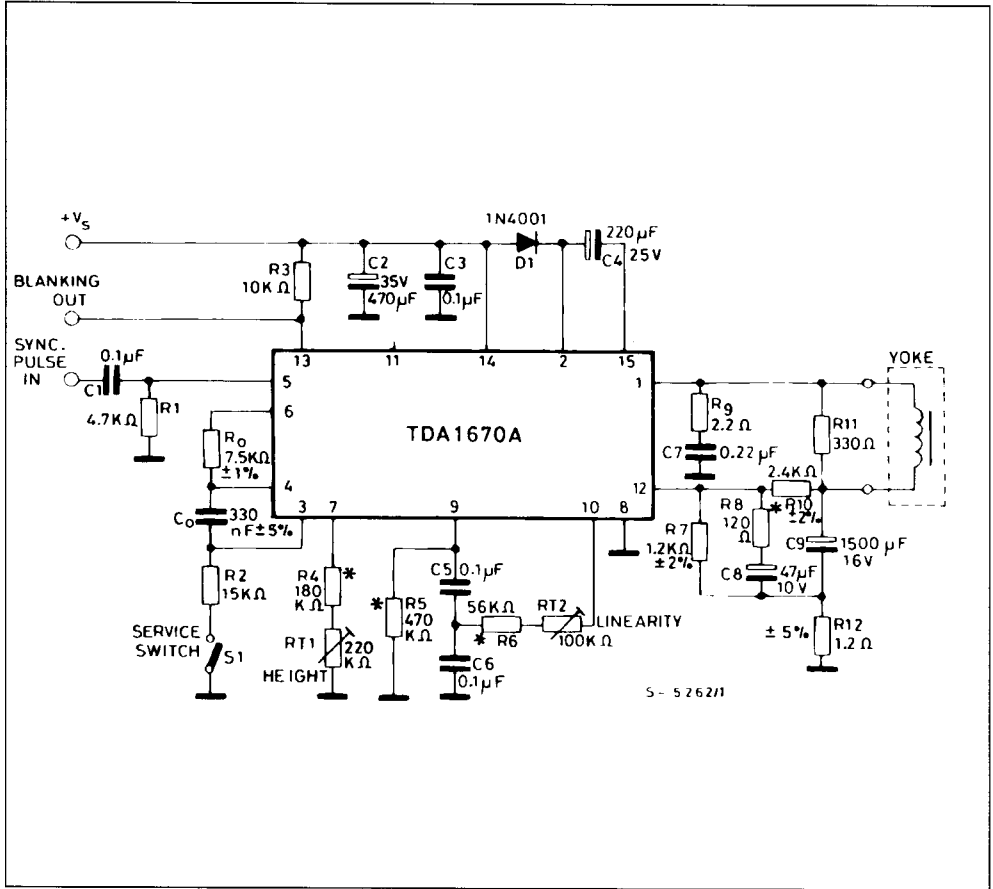 +Vs
1N4001
D1
220µF
C4 25V
R3
10KΩ
C2
35V
470µF
C3
0.1µF
BLANKING
OUT
SYNC.
PULSE
IN
0.1µF
C1
R1
4.7KΩ
13
11
14
2
15
5
6
4
3
7
9
10
8
1
12
TDA1670A
YOKE
Ro
7.5KΩ
±1%
Co
330
nF±5%
R2
15KΩ
SERVICE
SWITCH
S1
R4 *
180
KΩ
RT1
220
KΩ
HEIGHT
* R5
470
KΩ
C5 0.1µF
56KΩ
* R6
RT2
100KΩ
LINEARITY
C6
0.1µF
R9
2.2Ω
C7
0.22µF
R11
330Ω
2.4KΩ
R10
±2%
R8 *
120
Ω
R7
1.2KΩ
±2%
C8
47µF
10V
C9
1500µF
16V
±5%
R12
1.2Ω
S-5262/1